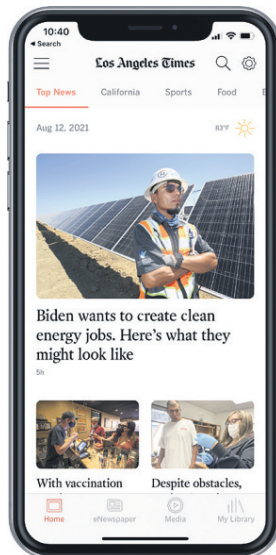 10:40
Search
Los Angeles Times
Top News California Sports Food E
Aug 12, 2021 83°F
Biden wants to create clean
energy jobs. Here's what they
might look like
5h
With vaccination
Despite obstacles,
Home eNewspaper Media My Library